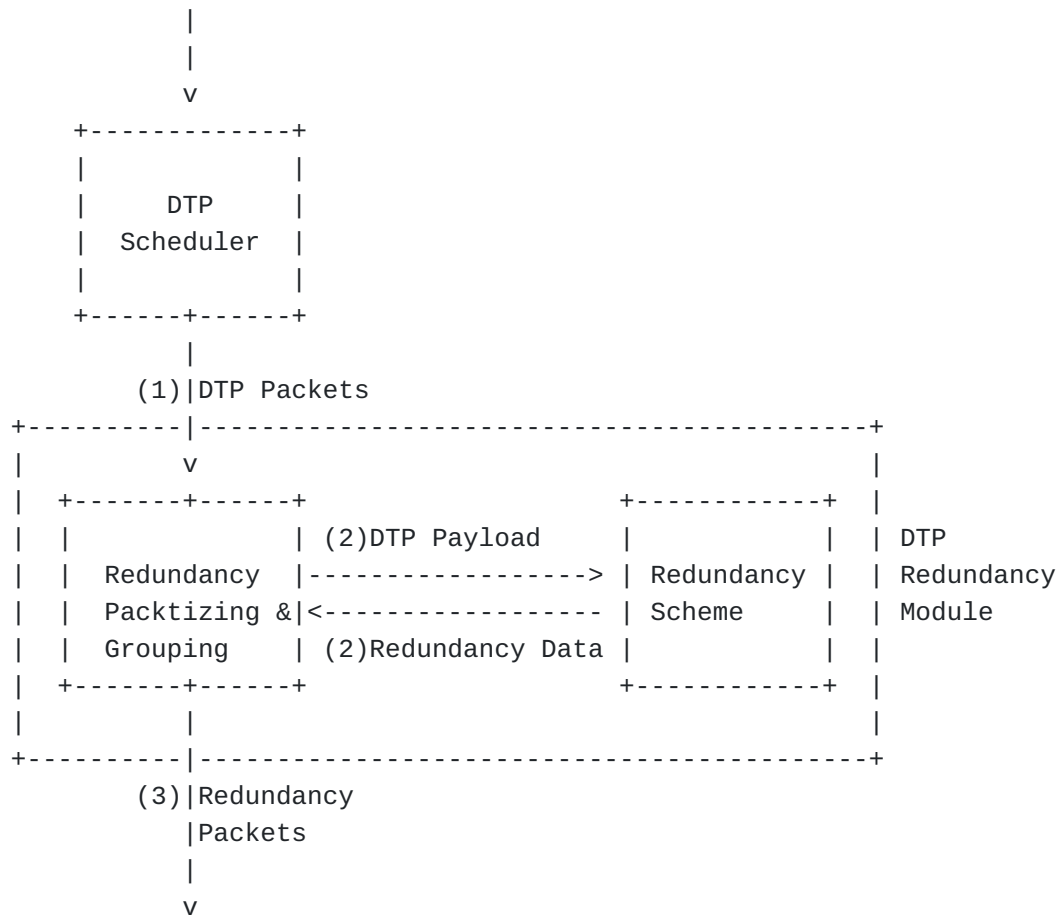 DTP
Scheduler
(1) DTP Packets
(2)DTP Payload DTP
Redundancy Redundancy Redundancy
Packtizing & Scheme Module
Grouping (2)Redundancy Data
(3) Redundancy
Packets